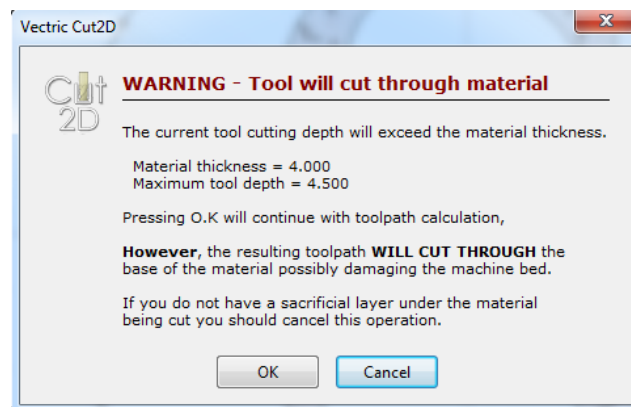 Vectric Cut2D
Cut
2D
WARNING - Tool will cut through material
The current tool cutting depth will exceed the material thickness.
Material thickness = 4.000
Maximum tool depth = 4.500
Pressing O.K will continue with toolpath calculation,
However, the resulting toolpath WILL CUT THROUGH the
base of the material possibly damaging the machine bed.
If you do not have a sacrificial layer under the material
being cut you should cancel this operation.
OK
Cancel